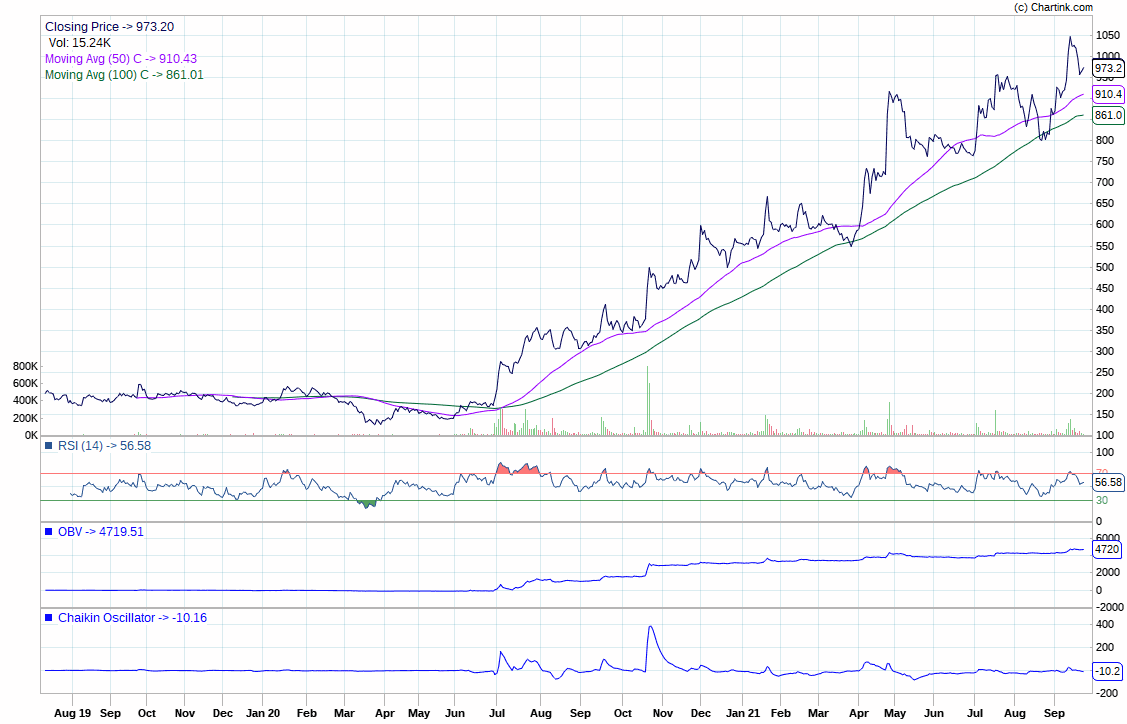 (c) Chartink.com
Closing Price -> 973.20
Vol: 15.24K
Moving Avg (50) C -> 910.43
Moving Avg (100) C -> 861.01
1050
1000
973.2
950
910.4
861.0
800
750
700
650
600
550
500
450
400
350
300
250
200
150
100
800K
600K
400K
200K
0K
RSI (14) -> 56.58
100
70
56.58
30
0
OBV -> 4719.51
6000
4720
2000
0
-2000
Chaikin Oscillator -> -10.16
400
200
-10.2
-200
Aug 19 Sep Oct Nov Dec Jan 20 Feb Mar Apr May Jun Jul Aug Sep Oct Nov Dec Jan 21 Feb Mar Apr May Jun Jul Aug Sep